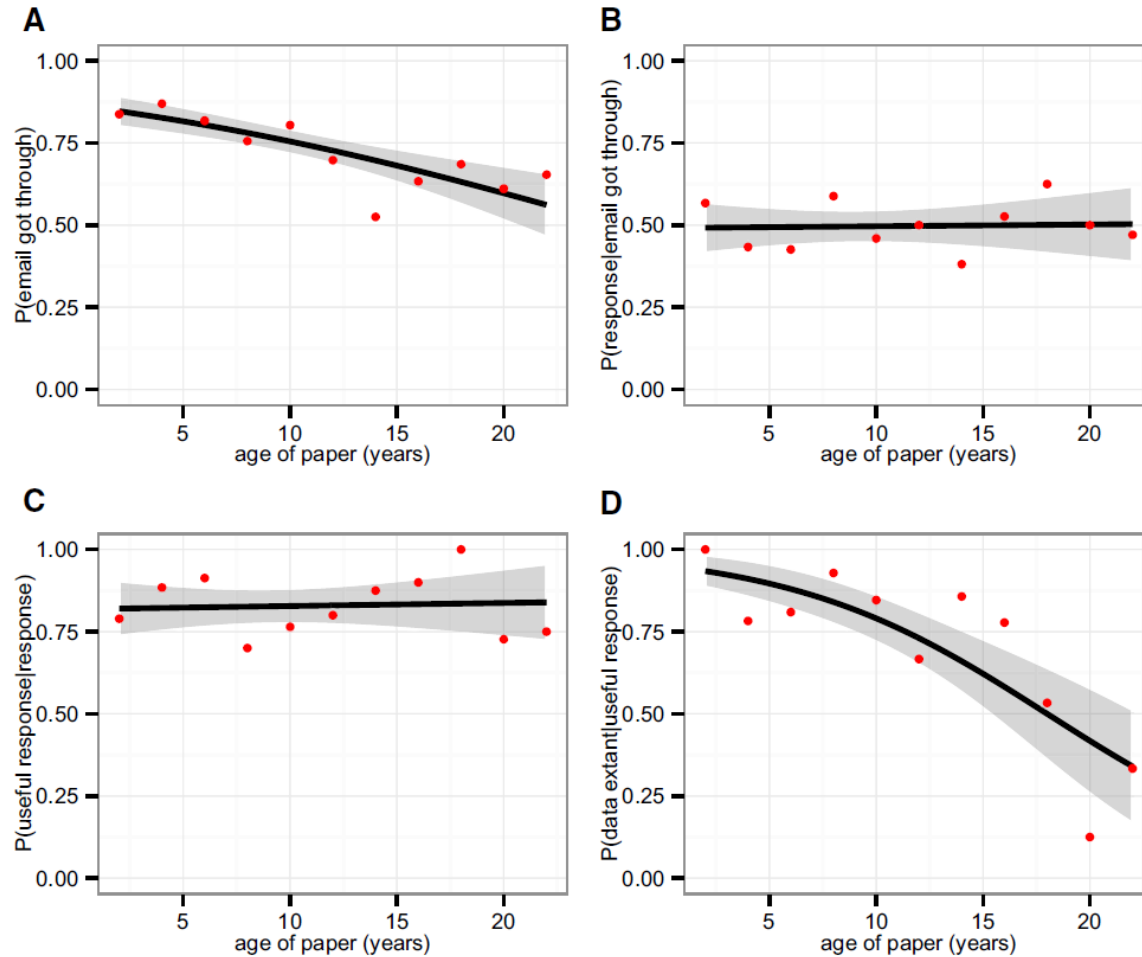 A
P(email got through)
1.00
0.75
0.50
0.25
0.00
5 10 15 20
age of paper (years)
B
P(response|email got through)
1.00
0.75
0.50
0.25
0.00
5 10 15 20
age of paper (years)
C
P(useful response|response)
1.00
0.75
0.50
0.25
0.00
5 10 15 20
age of paper (years)
D
P(data extant|useful response)
1.00
0.75
0.50
0.25
0.00
5 10 15 20
age of paper (years)